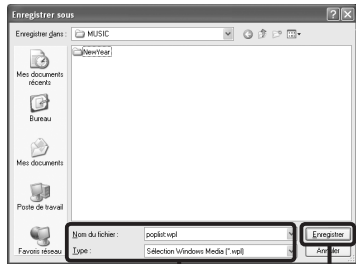 Enregistrer sous
Enregistrer dans :
MUSIC
NewYear
Mes documents
récents
Bureau
Mes documents
Poste de travail
Favoris réseau
Nom du fichier :
poplist.wpl
Enregistrer
Type :
Sélection Windows Media (*.wpl)
Annuler